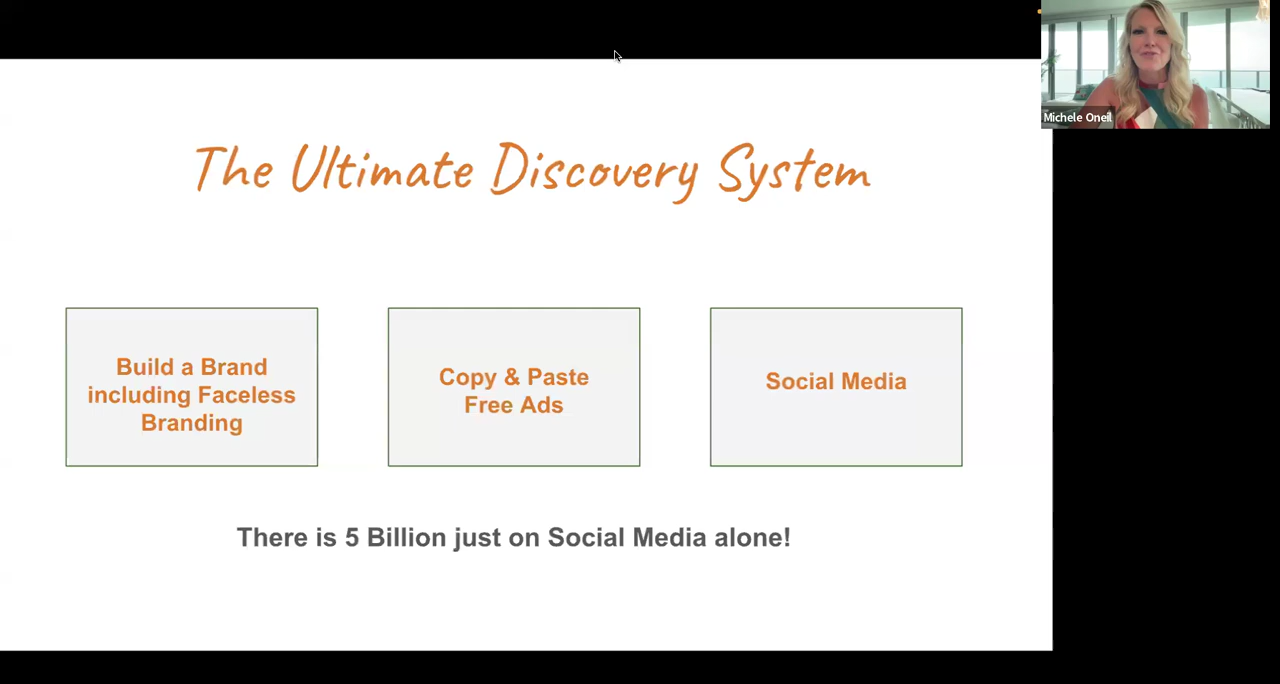 Michele Oneil
The Ultimate Discovery System
Build a Brand
including Faceless
Branding
Copy & Paste
Free Ads
Social Media
There is 5 Billion just on Social Media alone!